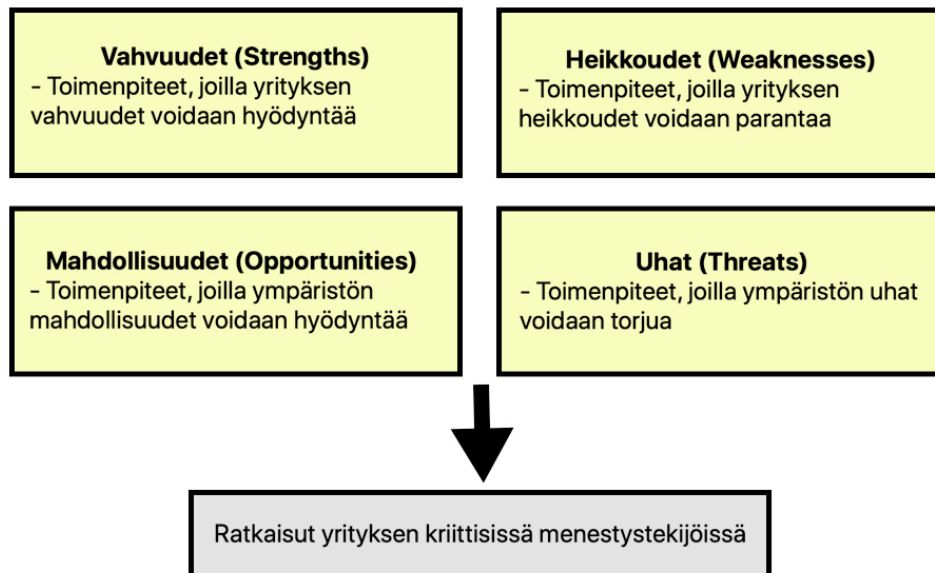 Vahvuudet (Strengths)
- Toimenpiteet, joilla yrityksen
vahvuudet voidaan hyödyntää
Heikkoudet (Weaknesses)
- Toimenpiteet, joilla yrityksen
heikkoudet voidaan parantaa
Mahdollisuudet (Opportunities)
- Toimenpiteet, joilla ympäristön
mahdollisuudet voidaan hyödyntää
Uhat (Threats)
- Toimenpiteet, joilla ympäristön uhat
voidaan torjua
Ratkaisut yrityksen kriittisissä menestystekijöissä